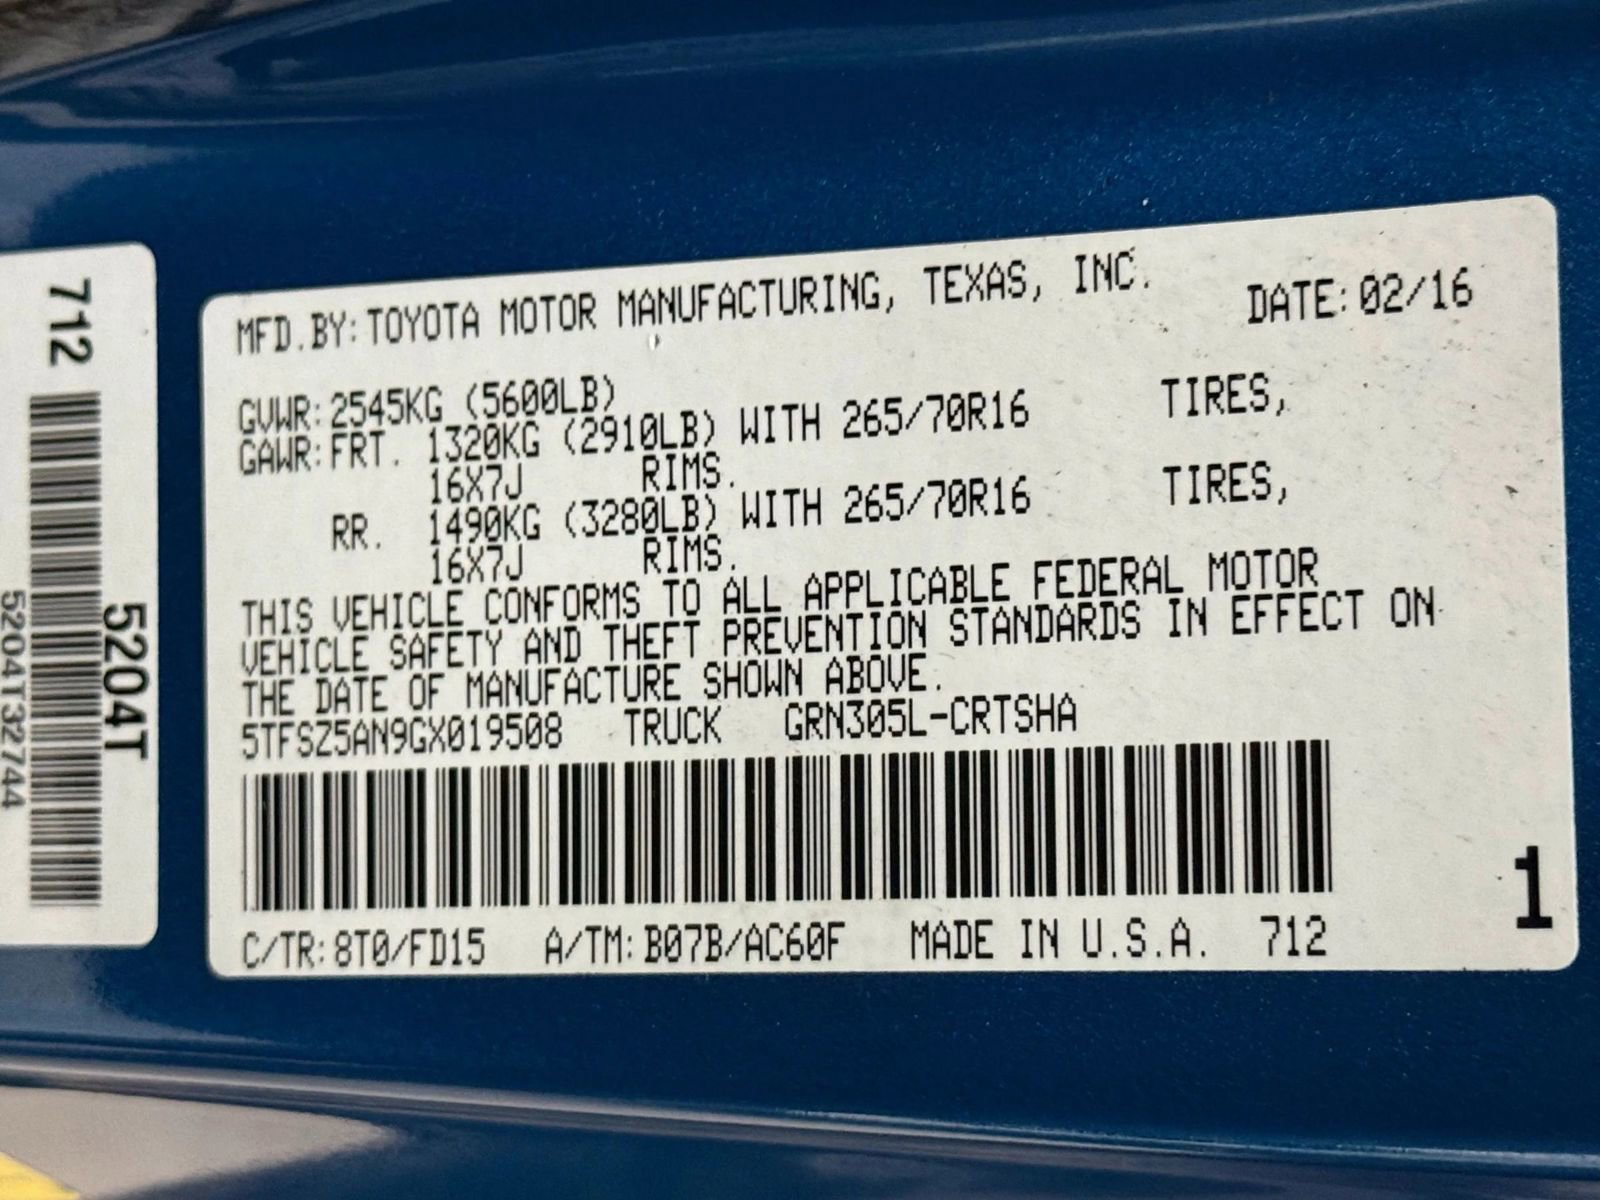 712
5204T
5204T32744
MFD.BY:TOYOTA MOTOR MANUFACTURING, TEXAS, INC. DATE:02/16
GVWR:2545KG (5600LB)
GAWR:FRT. 1320KG (2910LB) WITH 265/70R16 TIRES,
16X7J RIMS.
RR. 1490KG (3280LB) WITH 265/70R16 TIRES,
16X7J RIMS.
THIS VEHICLE CONFORMS TO ALL APPLICABLE FEDERAL MOTOR
VEHICLE SAFETY AND THEFT PREVENTION STANDARDS IN EFFECT ON
THE DATE OF MANUFACTURE SHOWN ABOVE.
5TFSZ5AN9GX019508 TRUCK GRN305L-CRTSHA
C/TR:8T0/FD15 A/TM:B07B/AC60F MADE IN U.S.A. 712
1